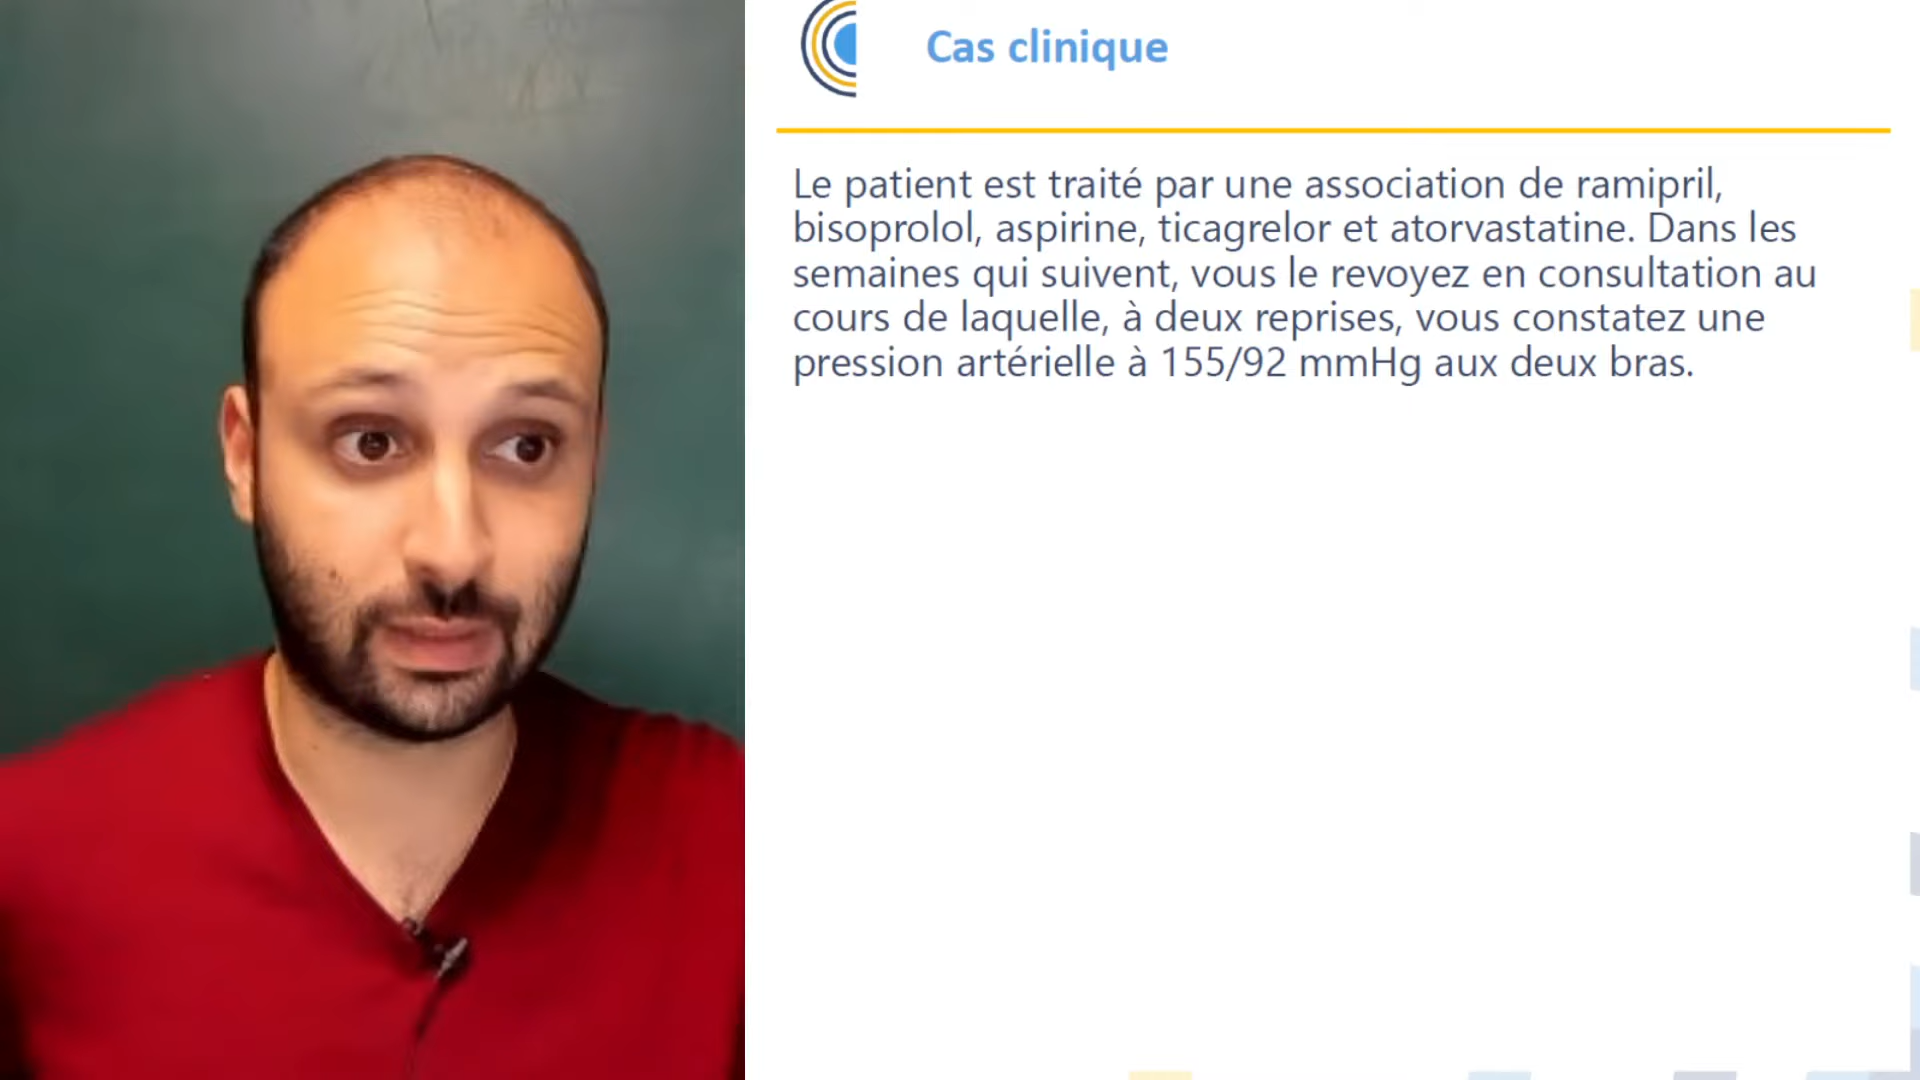 Cas clinique
Le patient est traité par une association de ramipril,
bisoprolol, aspirine, ticagrelor et atorvastatine. Dans les
semaines qui suivent, vous le revoyez en consultation au
cours de laquelle, à deux reprises, vous constatez une
pression artérielle à 155/92 mmHg aux deux bras.